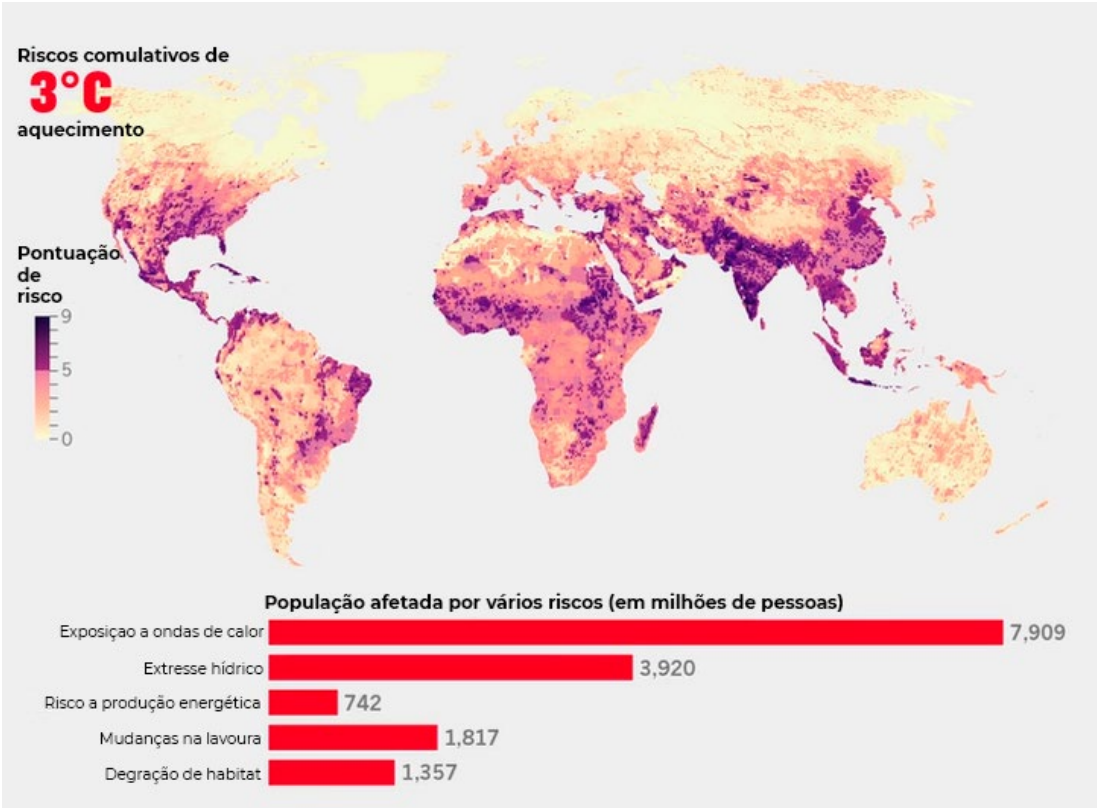 Riscos comulativos de
3°C
aquecimento
Pontuação
de
risco
9
5
0
População afetada por vários riscos (em milhões de pessoas)
Exposiçao a ondas de calor 7,909
Extresse hídrico 3,920
Risco a produção energética 742
Mudanças na lavoura 1,817
Degração de habitat 1,357